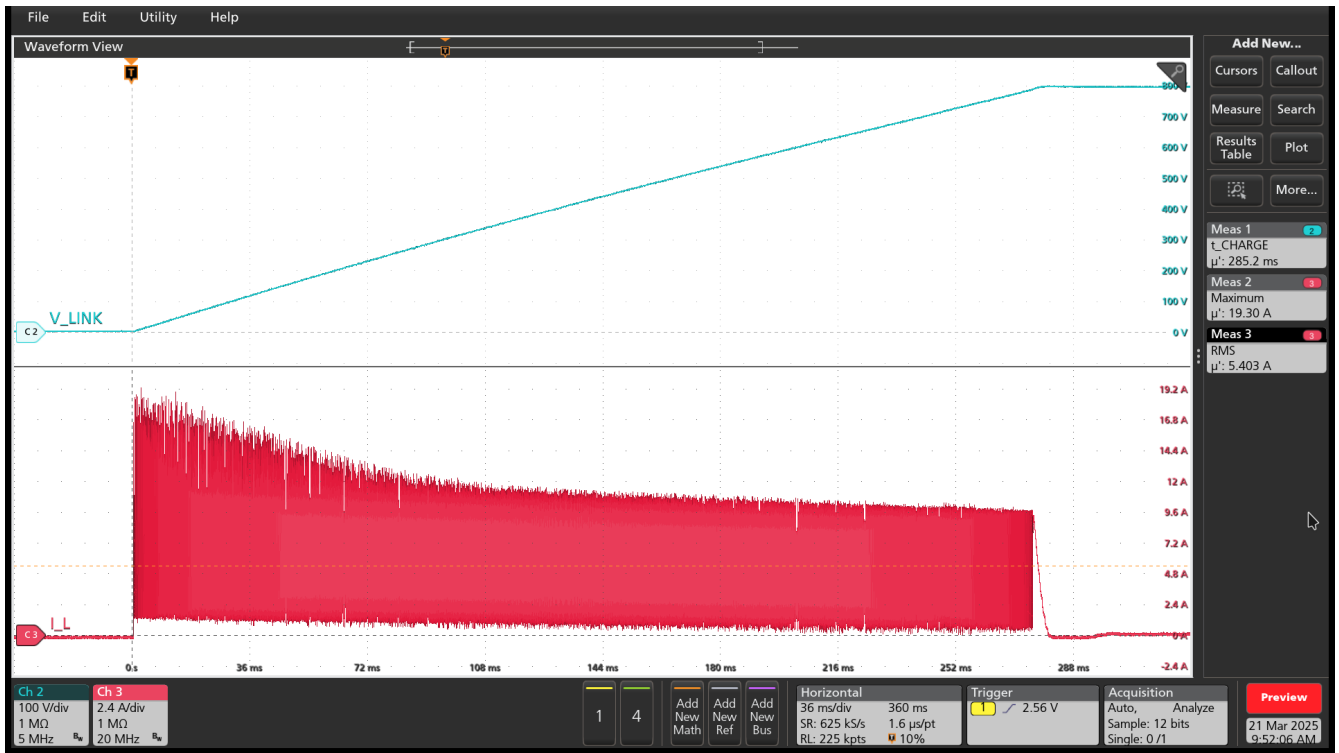 File Edit Utility Help
Waveform View
Add New...
Cursors Callout
Measure Search
Results Table Plot
More...
T
T
700 V
600 V
500 V
400 V
300 V
200 V
100 V
0 V
C 2 V_LINK
Meas 1 2
t_CHARGE
µ': 285.2 ms
Meas 2 3
Maximum
µ': 19.30 A
Meas 3 3
RMS
µ': 5.403 A
19.2 A
16.8 A
14.4 A
12 A
9.6 A
7.2 A
4.8 A
2.4 A
0 A
-2.4 A
C 3 I_L
0 s 36 ms 72 ms 108 ms 144 ms 180 ms 216 ms 252 ms 288 ms
Ch 2
100 V/div
1 MΩ
5 MHz Bw
Ch 3
2.4 A/div
1 MΩ
20 MHz Bw
1 4
Add New Math
Add New Ref
Add New Bus
Horizontal
36 ms/div 360 ms
SR: 625 kS/s 1.6 µs/pt
RL: 225 kpts T 10%
Trigger
1 2.56 V
Acquisition
Auto, Analyze
Sample: 12 bits
Single: 0 /1
Preview
21 Mar 2025
9:52:06 AM